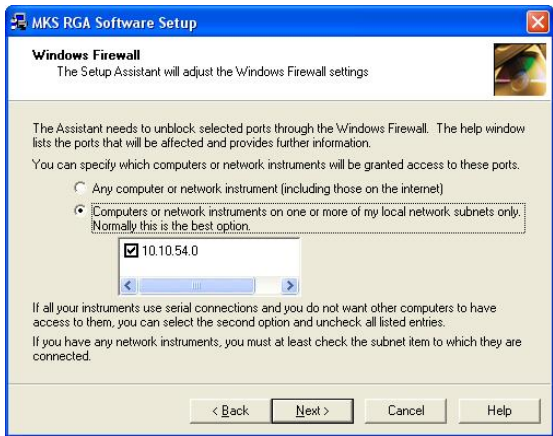 MKS RGA Software Setup
Windows Firewall
The Setup Assistant will adjust the Windows Firewall settings
The Assistant needs to unblock selected ports through the Windows Firewall. The help window
lists the ports that will be affected and provides further information.
You can specify which computers or network instruments will be granted access to these ports.
Any computer or network instrument (including those on the internet)
Computers or network instruments on one or more of my local network subnets only.
Normally this is the best option.
10.10.54.0
If all your instruments use serial connections and you do not want other computers to have
access to them, you can select the second option and uncheck all listed entries.
If you have any network instruments, you must at least check the subnet item to which they are
connected.
< Back
Next >
Cancel
Help